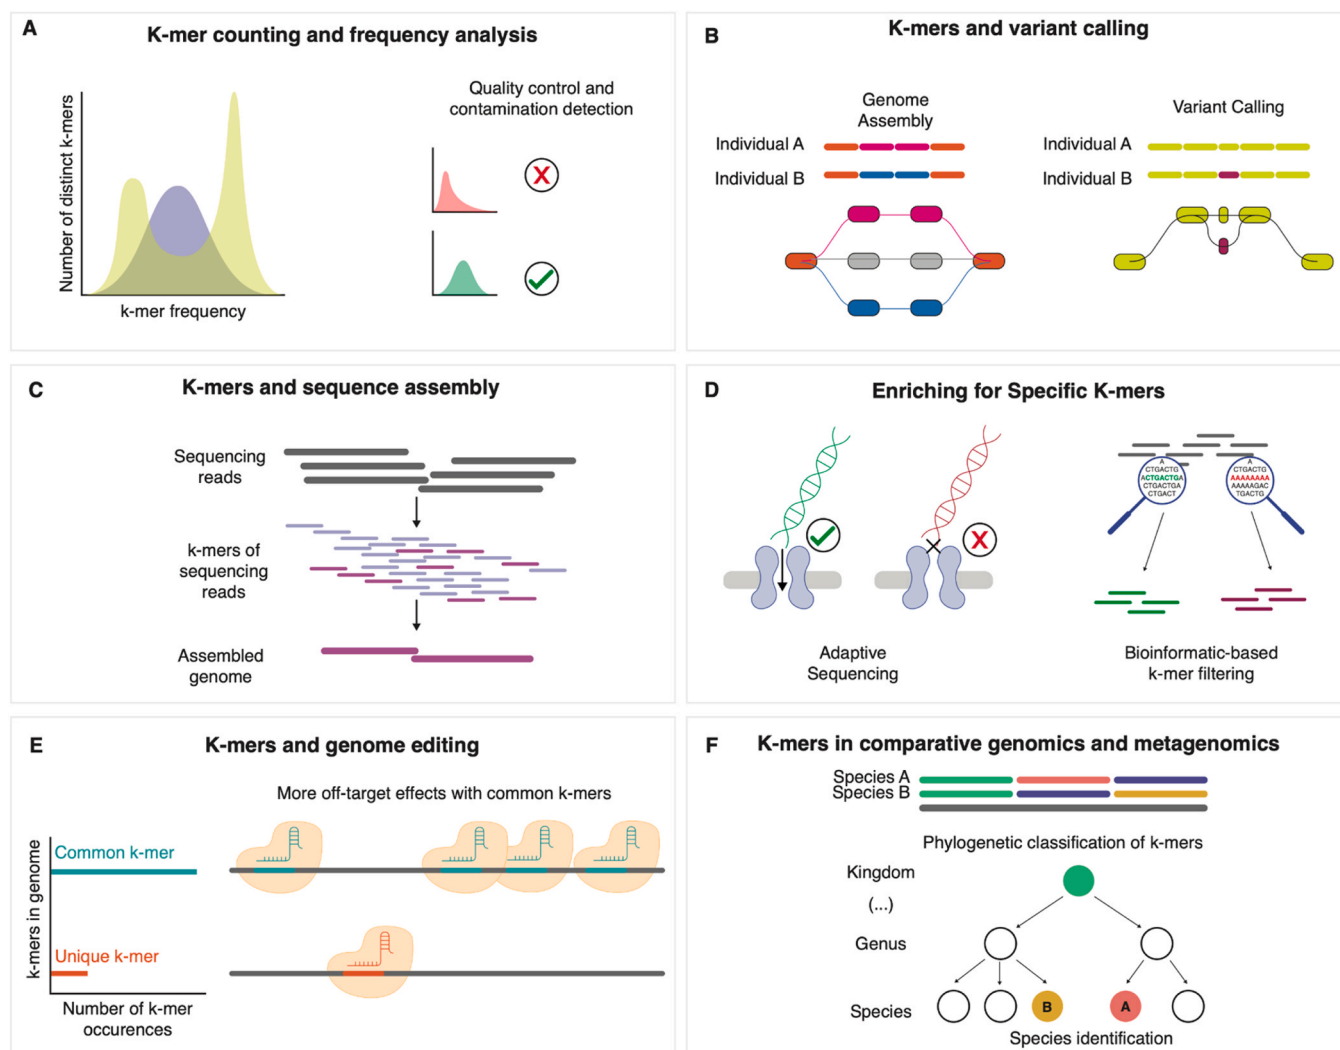 A
K-mer counting and frequency analysis
Number of distinct k-mers
k-mer frequency
Quality control and
contamination detection
X
B
K-mers and variant calling
Genome
Assembly
Individual A
Individual B
Variant Calling
Individual A
Individual B
C
K-mers and sequence assembly
Sequencing
reads
k-mers of
sequencing
reads
Assembled
genome
D
Enriching for Specific K-mers
X
Adaptive
Sequencing
A
CTGACTG
ACTGACTGA
CTGACTGA
CTGACT
A
CTGACTG
AAAAAAAA
AAAAAGAC
TGACTG
Bioinformatic-based
k-mer filtering
E
K-mers and genome editing
More off-target effects with common k-mers
k-mers in genome
Common k-mer
Unique k-mer
Number of k-mer
occurences
F
K-mers in comparative genomics and metagenomics
Species A
Species B
Phylogenetic classification of k-mers
Kingdom
(...)
Genus
Species
B
A
Species identification